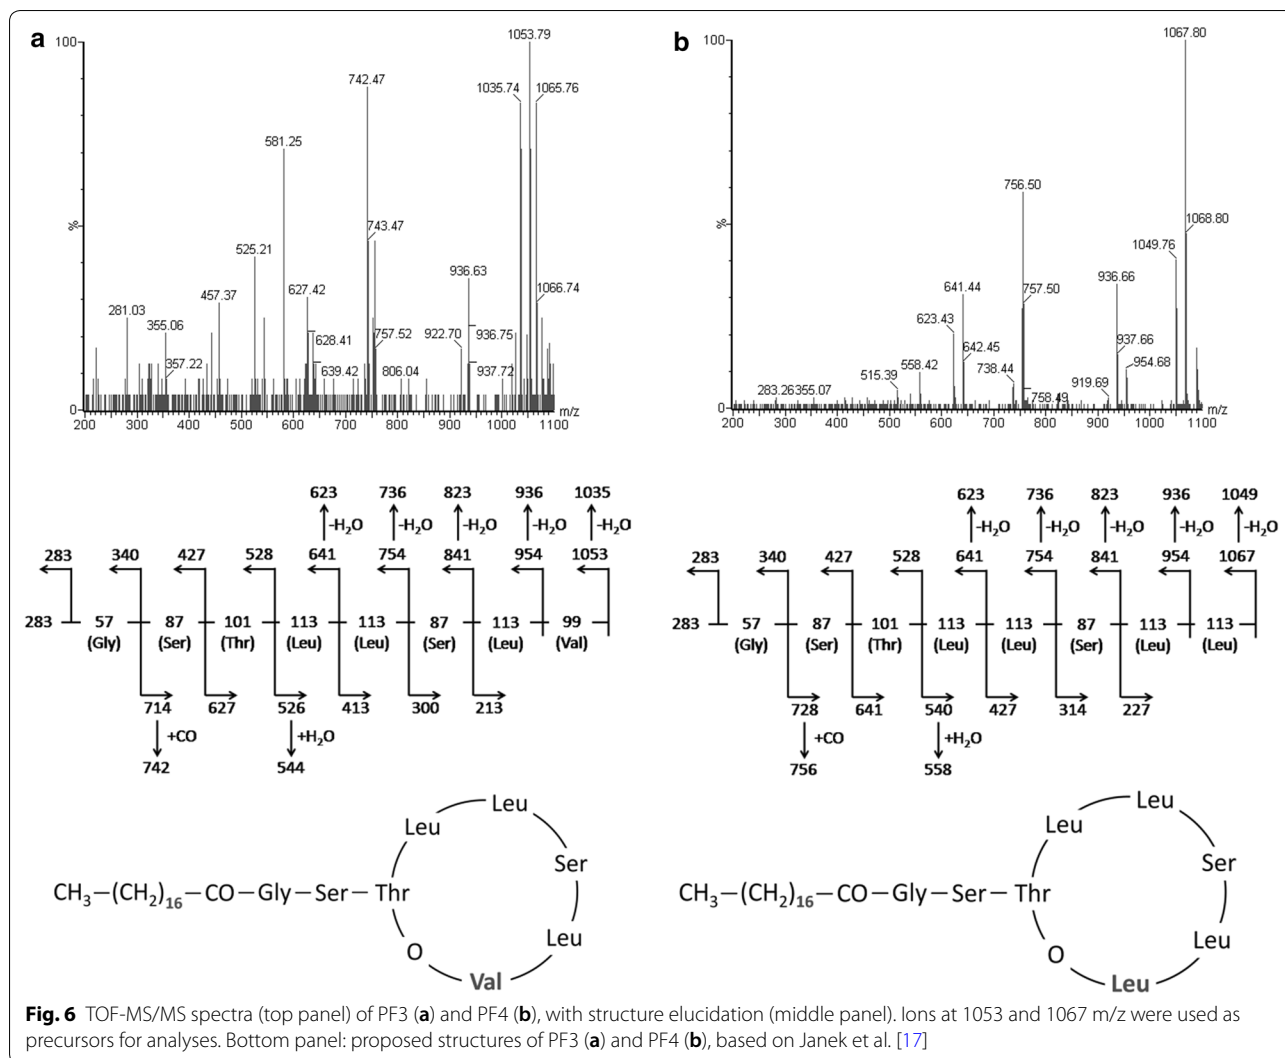 a
100
%
0
281.03
355.06
357.22
457.37
525.21
581.25
627.42
628.41
639.42
742.47
743.47
757.52
806.04
922.70
936.63
936.75
937.72
1035.74
1053.79
1065.76
1066.74
200 300 400 500 600 700 800 900 1000 1100
m/z
b
100
%
0
283.26
355.07
515.39
558.42
623.43
641.44
642.45
738.44
756.50
757.50
758.49
919.69
936.66
937.66
954.68
1049.76
1067.80
1068.80
200 300 400 500 600 700 800 900 1000 1100
m/z
623 736 823 936 1035
-H₂O -H₂O -H₂O -H₂O -H₂O
283 340 427 528 641 754 841 954 1053
283 57 87 101 113 113 87 113 99
(Gly) (Ser) (Thr) (Leu) (Leu) (Ser) (Leu) (Val)
714 627 526 413 300 213
+CO +H₂O
742 544
623 736 823 936 1049
-H₂O -H₂O -H₂O -H₂O -H₂O
283 340 427 528 641 754 841 954 1067
283 57 87 101 113 113 87 113 113
(Gly) (Ser) (Thr) (Leu) (Leu) (Ser) (Leu) (Leu)
728 641 540 427 314 227
+CO +H₂O
756 558
Leu
Leu
Ser
CH₃–(CH₂)₁₆–CO–Gly–Ser–Thr
Leu
O
Val
Leu
Leu
Ser
CH₃–(CH₂)₁₆–CO–Gly–Ser–Thr
Leu
O
Leu
Fig. 6 TOF-MS/MS spectra (top panel) of PF3 (a) and PF4 (b), with structure elucidation (middle panel). Ions at 1053 and 1067 m/z were used as
precursors for analyses. Bottom panel: proposed structures of PF3 (a) and PF4 (b), based on Janek et al. [17]